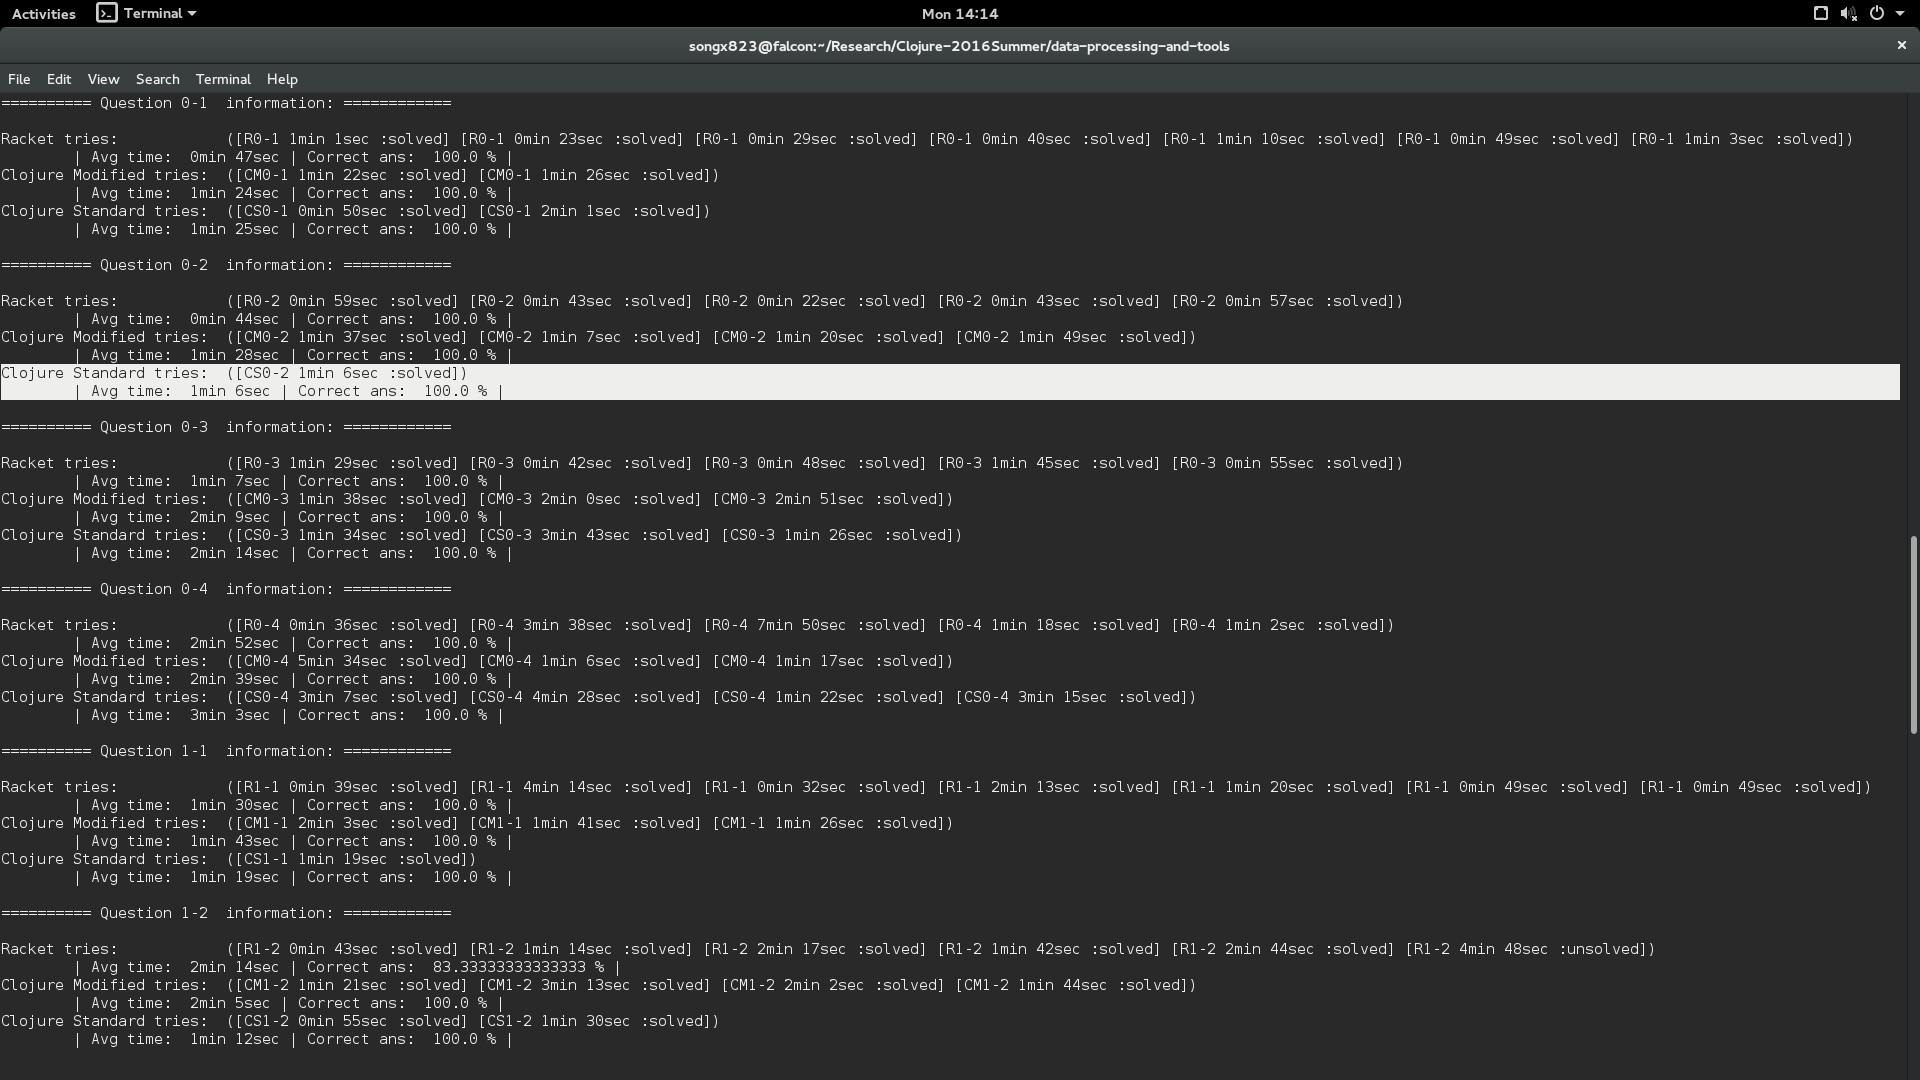 Activities Terminal Mon 14:14
songx823@falcon:~/Research/Clojure-2016Summer/data-processing-and-tools ×
File Edit View Search Terminal Help
========== Question 0-1  information: ============
Racket tries:            ([R0-1 1min 1sec :solved] [R0-1 0min 23sec :solved] [R0-1 0min 29sec :solved] [R0-1 0min 40sec :solved] [R0-1 1min 10sec :solved] [R0-1 0min 49sec :solved] [R0-1 1min 3sec :solved])
| Avg time:  0min 47sec | Correct ans:  100.0 % |
Clojure Modified tries:  ([CM0-1 1min 22sec :solved] [CM0-1 1min 26sec :solved])
| Avg time:  1min 24sec | Correct ans:  100.0 % |
Clojure Standard tries:  ([CS0-1 0min 50sec :solved] [CS0-1 2min 1sec :solved])
| Avg time:  1min 25sec | Correct ans:  100.0 % |
========== Question 0-2  information: ============
Racket tries:            ([R0-2 0min 59sec :solved] [R0-2 0min 43sec :solved] [R0-2 0min 22sec :solved] [R0-2 0min 43sec :solved] [R0-2 0min 57sec :solved])
| Avg time:  0min 44sec | Correct ans:  100.0 % |
Clojure Modified tries:  ([CM0-2 1min 37sec :solved] [CM0-2 1min 7sec :solved] [CM0-2 1min 20sec :solved] [CM0-2 1min 49sec :solved])
| Avg time:  1min 28sec | Correct ans:  100.0 % |
Clojure Standard tries:  ([CS0-2 1min 6sec :solved])
| Avg time:  1min 6sec | Correct ans:  100.0 % |
========== Question 0-3  information: ============
Racket tries:            ([R0-3 1min 29sec :solved] [R0-3 0min 42sec :solved] [R0-3 0min 48sec :solved] [R0-3 1min 45sec :solved] [R0-3 0min 55sec :solved])
| Avg time:  1min 7sec | Correct ans:  100.0 % |
Clojure Modified tries:  ([CM0-3 1min 38sec :solved] [CM0-3 2min 0sec :solved] [CM0-3 2min 51sec :solved])
| Avg time:  2min 9sec | Correct ans:  100.0 % |
Clojure Standard tries:  ([CS0-3 1min 34sec :solved] [CS0-3 3min 43sec :solved] [CS0-3 1min 26sec :solved])
| Avg time:  2min 14sec | Correct ans:  100.0 % |
========== Question 0-4  information: ============
Racket tries:            ([R0-4 0min 36sec :solved] [R0-4 3min 38sec :solved] [R0-4 7min 50sec :solved] [R0-4 1min 18sec :solved] [R0-4 1min 2sec :solved])
| Avg time:  2min 52sec | Correct ans:  100.0 % |
Clojure Modified tries:  ([CM0-4 5min 34sec :solved] [CM0-4 1min 6sec :solved] [CM0-4 1min 17sec :solved])
| Avg time:  2min 39sec | Correct ans:  100.0 % |
Clojure Standard tries:  ([CS0-4 3min 7sec :solved] [CS0-4 4min 28sec :solved] [CS0-4 1min 22sec :solved] [CS0-4 3min 15sec :solved])
| Avg time:  3min 3sec | Correct ans:  100.0 % |
========== Question 1-1  information: ============
Racket tries:            ([R1-1 0min 39sec :solved] [R1-1 4min 14sec :solved] [R1-1 0min 32sec :solved] [R1-1 2min 13sec :solved] [R1-1 1min 20sec :solved] [R1-1 0min 49sec :solved] [R1-1 0min 49sec :solved])
| Avg time:  1min 30sec | Correct ans:  100.0 % |
Clojure Modified tries:  ([CM1-1 2min 3sec :solved] [CM1-1 1min 41sec :solved] [CM1-1 1min 26sec :solved])
| Avg time:  1min 43sec | Correct ans:  100.0 % |
Clojure Standard tries:  ([CS1-1 1min 19sec :solved])
| Avg time:  1min 19sec | Correct ans:  100.0 % |
========== Question 1-2  information: ============
Racket tries:            ([R1-2 0min 43sec :solved] [R1-2 1min 14sec :solved] [R1-2 2min 17sec :solved] [R1-2 1min 42sec :solved] [R1-2 2min 44sec :solved] [R1-2 4min 48sec :unsolved])
| Avg time:  2min 14sec | Correct ans:  83.33333333333333 % |
Clojure Modified tries:  ([CM1-2 1min 21sec :solved] [CM1-2 3min 13sec :solved] [CM1-2 2min 2sec :solved] [CM1-2 1min 44sec :solved])
| Avg time:  2min 5sec | Correct ans:  100.0 % |
Clojure Standard tries:  ([CS1-2 0min 55sec :solved] [CS1-2 1min 30sec :solved])
| Avg time:  1min 12sec | Correct ans:  100.0 % |